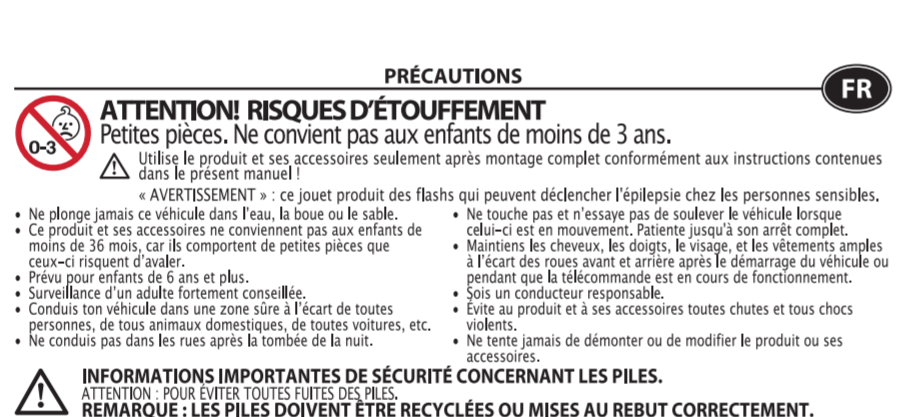 PRÉCAUTIONS
FR
ATTENTION! RISQUES D'ÉTOUFFEMENT
0-3
Petites pièces. Ne convient pas aux enfants de moins de 3 ans.
Utilise le produit et ses accessoires seulement après montage complet conformément aux instructions contenues
dans le présent manuel !
« AVERTISSEMENT » : ce jouet produit des flashs qui peuvent déclencher l'épilepsie chez les personnes sensibles.
• Ne plonge jamais ce véhicule dans l'eau, la boue ou le sable.
• Ce produit et ses accessoires ne conviennent pas aux enfants de
moins de 36 mois, car ils comportent de petites pièces que
ceux-ci risquent d'avaler.
• Prévu pour enfants de 6 ans et plus.
• Surveillance d'un adulte fortement conseillée.
• Conduis ton véhicule dans une zone sûre à l'écart de toutes
personnes, de tous animaux domestiques, de toutes voitures, etc.
• Ne conduis pas dans les rues après la tombée de la nuit.
• Ne touche pas et n'essaye pas de soulever le véhicule lorsque
celui-ci est en mouvement. Patiente jusqu'à son arrêt complet.
• Maintiens les cheveux, les doigts, le visage, et les vêtements amples
à l'écart des roues avant et arrière après le démarrage du véhicule ou
pendant que la télécommande est en cours de fonctionnement.
• Sois un conducteur responsable.
• Évite au produit et à ses accessoires toutes chutes et tous chocs
violents.
• Ne tente jamais de démonter ou de modifier le produit ou ses
accessoires.
INFORMATIONS IMPORTANTES DE SÉCURITÉ CONCERNANT LES PILES.
ATTENTION : POUR ÉVITER TOUTES FUITES DES PILES.
REMARQUE : LES PILES DOIVENT ÊTRE RECYCLÉES OU MISES AU REBUT CORRECTEMENT.